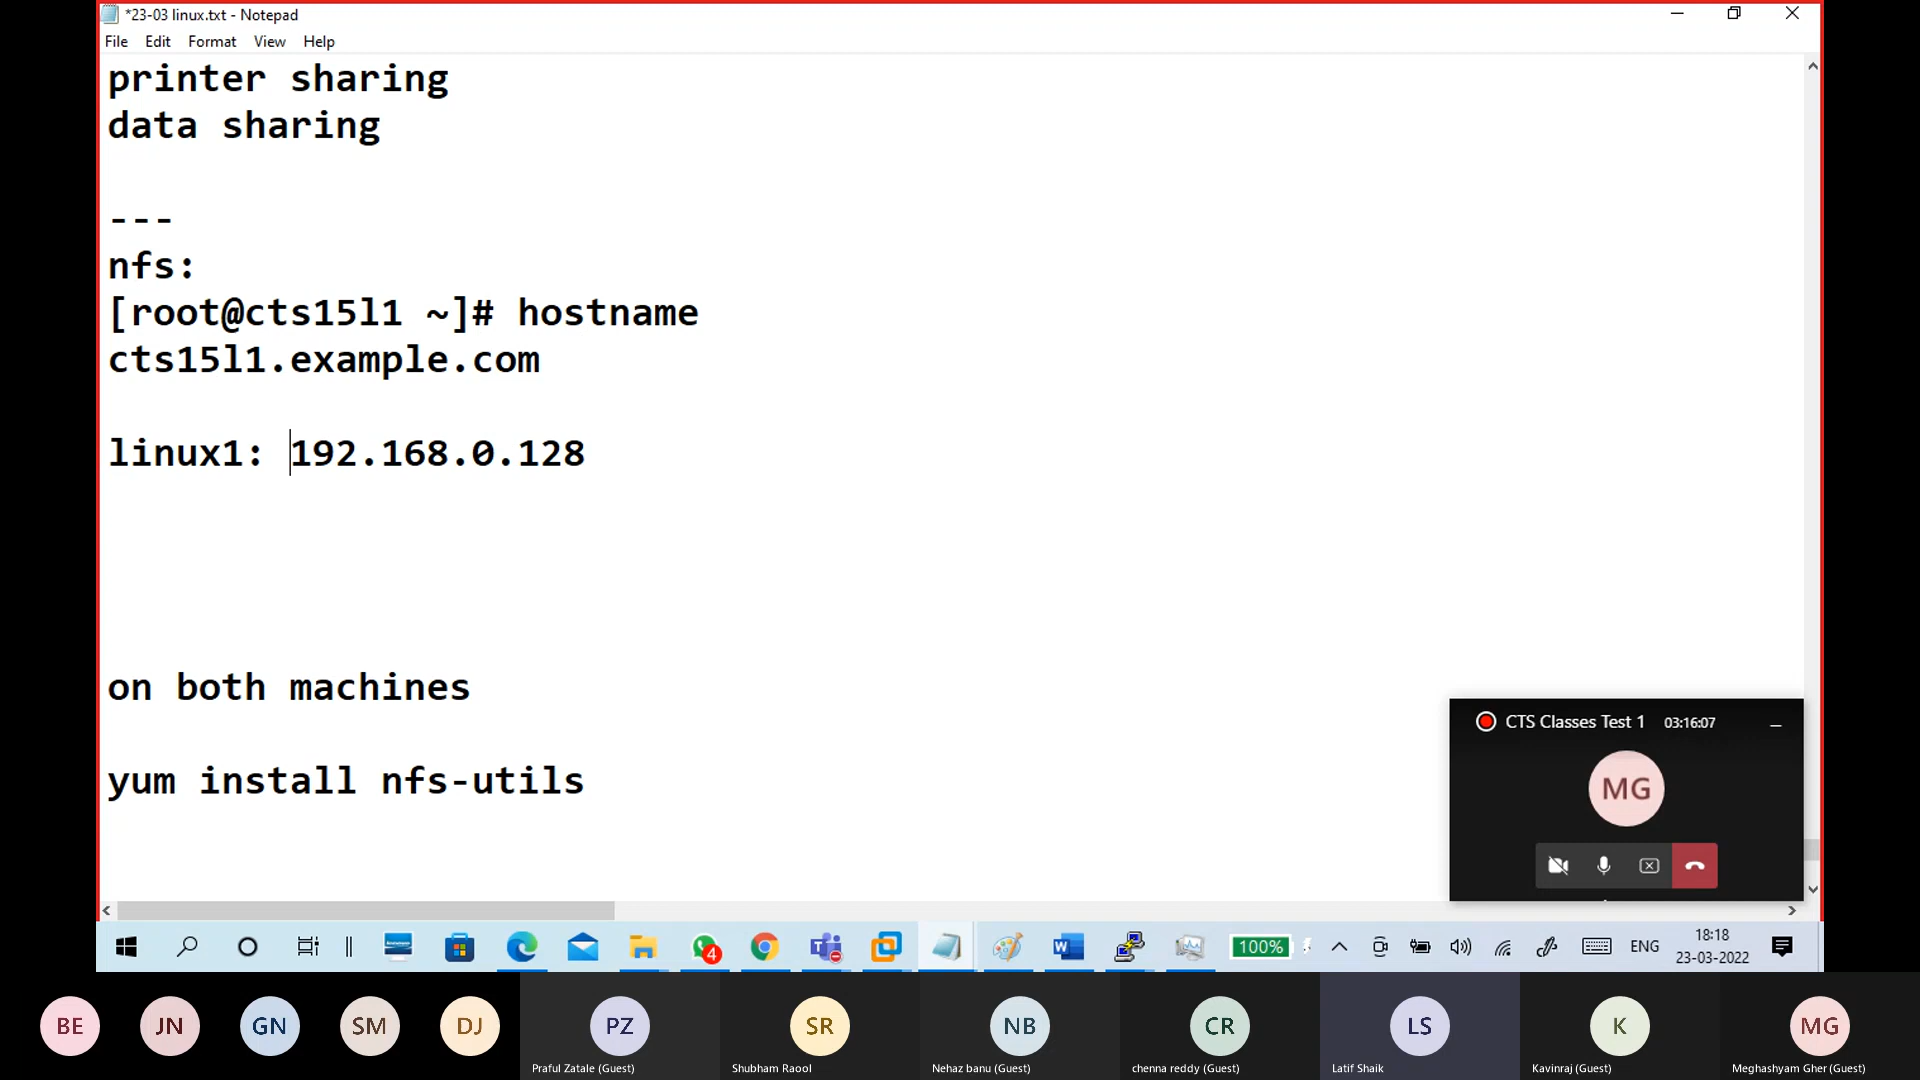 *23-03 linux.txt - Notepad
File Edit Format View Help
printer sharing
data sharing
---
nfs:
[root@cts15l1 ~]# hostname
cts15l1.example.com
linux1: 192.168.0.128
on both machines
yum install nfs-utils
CTS Classes Test 1 03:16:07
MG
4
100%
ENG
18:18
23-03-2022
BE
JN
GN
SM
DJ
PZ
Praful Zatale (Guest)
SR
Shubham Raool
NB
Nehaz banu (Guest)
CR
chenna reddy (Guest)
LS
Latif Shaik
K
Kavinraj (Guest)
MG
Meghashyam Gher (Guest)